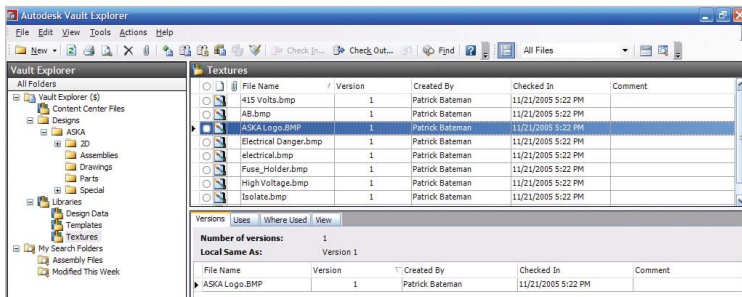 Autodesk Vault Explorer
File Edit View Tools Actions Help
New Check In... Check Out... Find All Files
Vault Explorer
All Folders
Vault Explorer ($)
Content Center Files
Designs
ASKA
2D
Assemblies
Drawings
Parts
Special
Libraries
Design Data
Templates
Textures
My Search Folders
Assembly Files
Modified This Week
Textures
File Name / Version Created By Checked In Comment
415 Volts.bmp 1 Patrick Bateman 11/21/2005 5:22 PM
AB.bmp 1 Patrick Bateman 11/21/2005 5:22 PM
ASKA Logo.BMP 1 Patrick Bateman 11/21/2005 5:22 PM
Electrical Danger.bmp 1 Patrick Bateman 11/21/2005 5:22 PM
electrical.bmp 1 Patrick Bateman 11/21/2005 5:22 PM
Fuse_Holder.bmp 1 Patrick Bateman 11/21/2005 5:22 PM
High Voltage.bmp 1 Patrick Bateman 11/21/2005 5:22 PM
Isolate.bmp 1 Patrick Bateman 11/21/2005 5:22 PM
Versions Uses Where Used View
Number of versions: 1
Local Same As: Version 1
File Name Version Created By Checked In Comment
ASKA Logo.BMP 1 Patrick Bateman 11/21/2005 5:22 PM